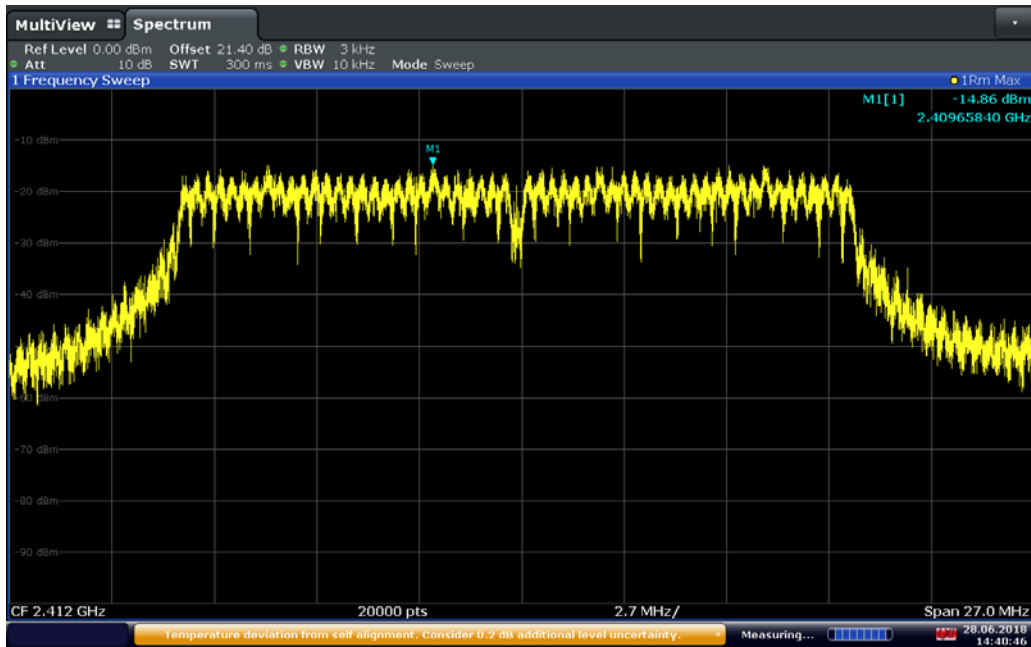 MultiView Spectrum
Ref Level 0.00 dBm Offset 21.40 dB RBW 3 kHz
Att 10 dB SWT 300 ms VBW 10 kHz Mode Sweep
1 Frequency Sweep 1Rm Max
M1[1] -14.86 dBm
2.40965840 GHz
-10 dBm
M1
-20 dBm
-30 dBm
-40 dBm
-60 dBm
-70 dBm
-80 dBm
-90 dBm
CF 2.412 GHz 20000 pts 2.7 MHz/ Span 27.0 MHz
Temperature deviation from self alignment. Consider 0.2 dB additional level uncertainty. Measuring... 28.06.2018
14:40:46